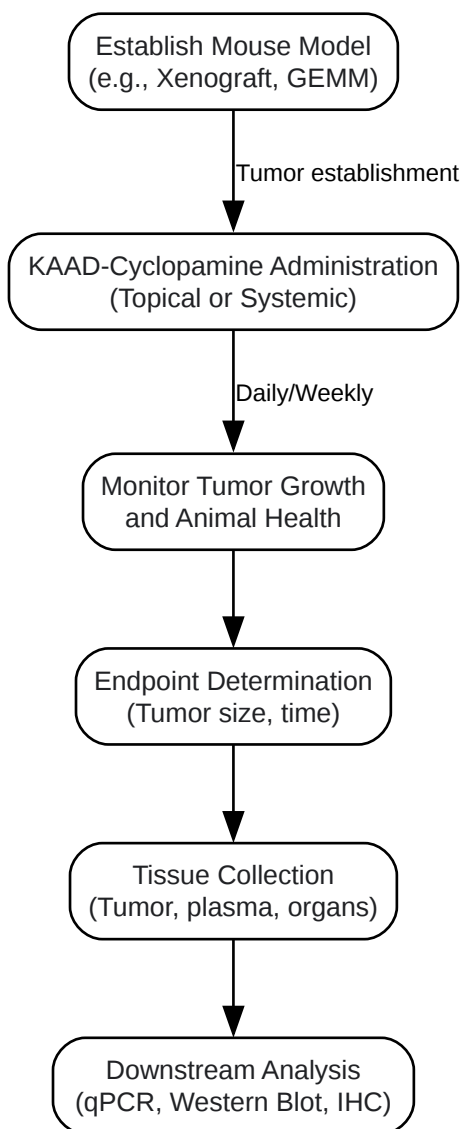 Establish Mouse Model
(e.g., Xenograft, GEMM)
Tumor establishment
KAAD-Cyclopamine Administration
(Topical or Systemic)
Daily/Weekly
Monitor Tumor Growth
and Animal Health
Endpoint Determination
(Tumor size, time)
Tissue Collection
(Tumor, plasma, organs)
Downstream Analysis
(qPCR, Western Blot, IHC)